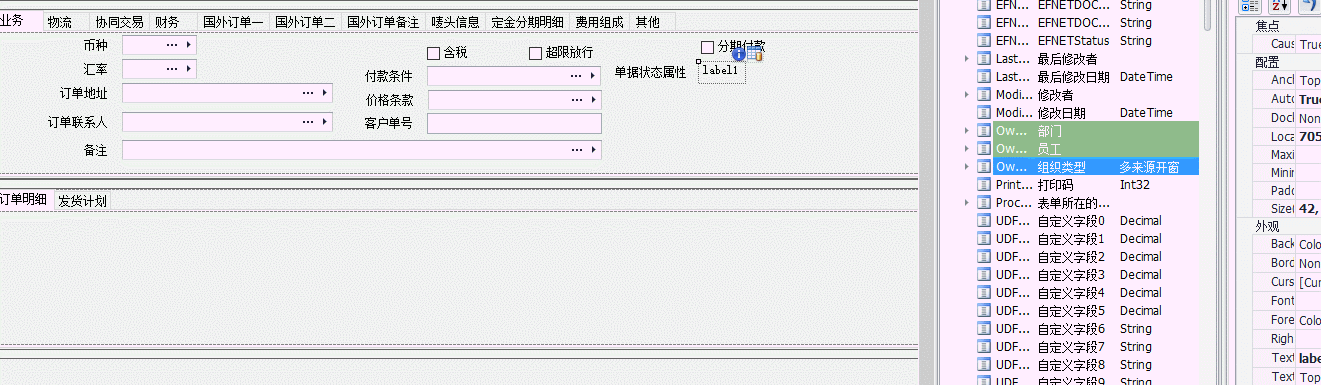 业务 物流 协同交易 财务 国外订单一 国外订单二 国外订单备注 唛头信息 定金分期明细 费用组成 其他
币种
含税 超限放行 分期付款
汇率
付款条件
单据状态属性 label1
订单地址
价格条款
订单联系人
客户单号
备注
订单明细 发货计划
EFN... EFNETDOC... String
EFN... EFNETDOC... String
EFN... EFNETStatus String
Last... 最后修改者
Last... 最后修改日期 DateTime
Modi... 修改者
Modi... 修改日期 DateTime
Ow... 部门
Ow... 员工
Ow... 组织类型 多来源开窗
Print... 打印码 Int32
Proc... 表单所在的...
UDF... 自定义字段0 Decimal
UDF... 自定义字段1 Decimal
UDF... 自定义字段2 Decimal
UDF... 自定义字段3 Decimal
UDF... 自定义字段4 Decimal
UDF... 自定义字段5 Decimal
UDF... 自定义字段6 String
UDF... 自定义字段7 String
UDF... 自定义字段8 String
UDF... 自定义字段9 String
焦点
Caus True
配置
Anc Top
Auto True
Doc Non
Loca 705
Maxi
Mini
Padd
Size( 42,
外观
Back Colo
Bord Non
Curs [Cur
Font
Fore Colo
Righ
Text labe
Text Top